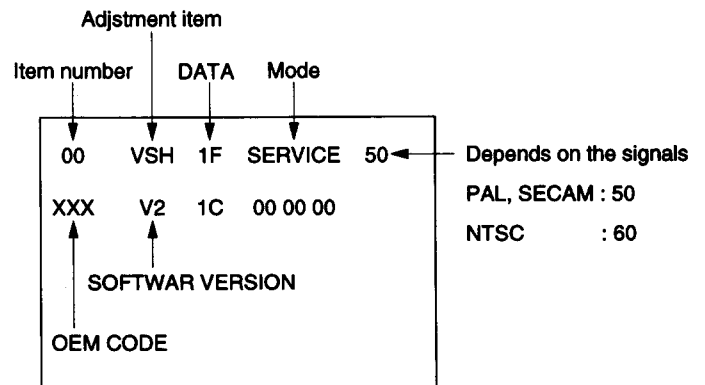 Adjstment item
Item number DATA Mode
00 VSH 1F SERVICE 50 Depends on the signals
XXX V2 1C 00 00 00 PAL, SECAM : 50
NTSC : 60
SOFTWAR VERSION
OEM CODE